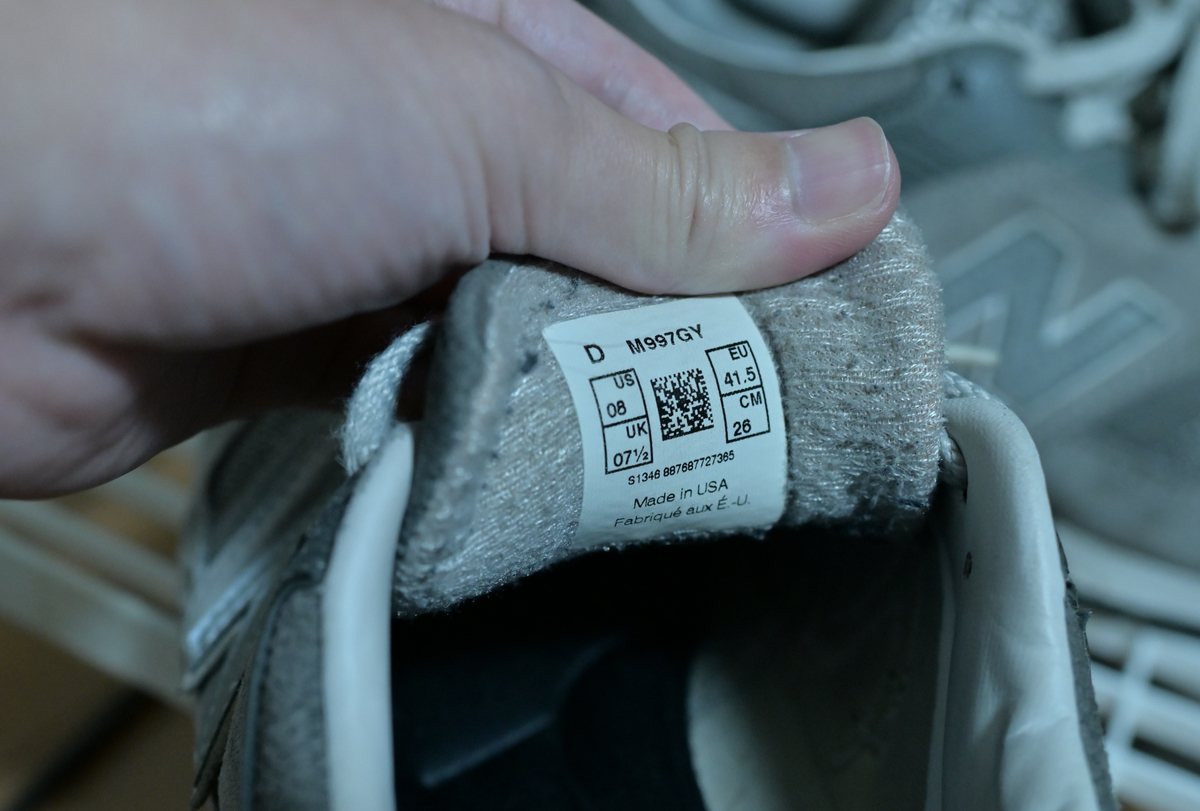 D M997GY
US 08
UK 07½
EU 41.5
CM 26
S1346 887687727365
Made in USA
Fabriqué aux É.-U.
N